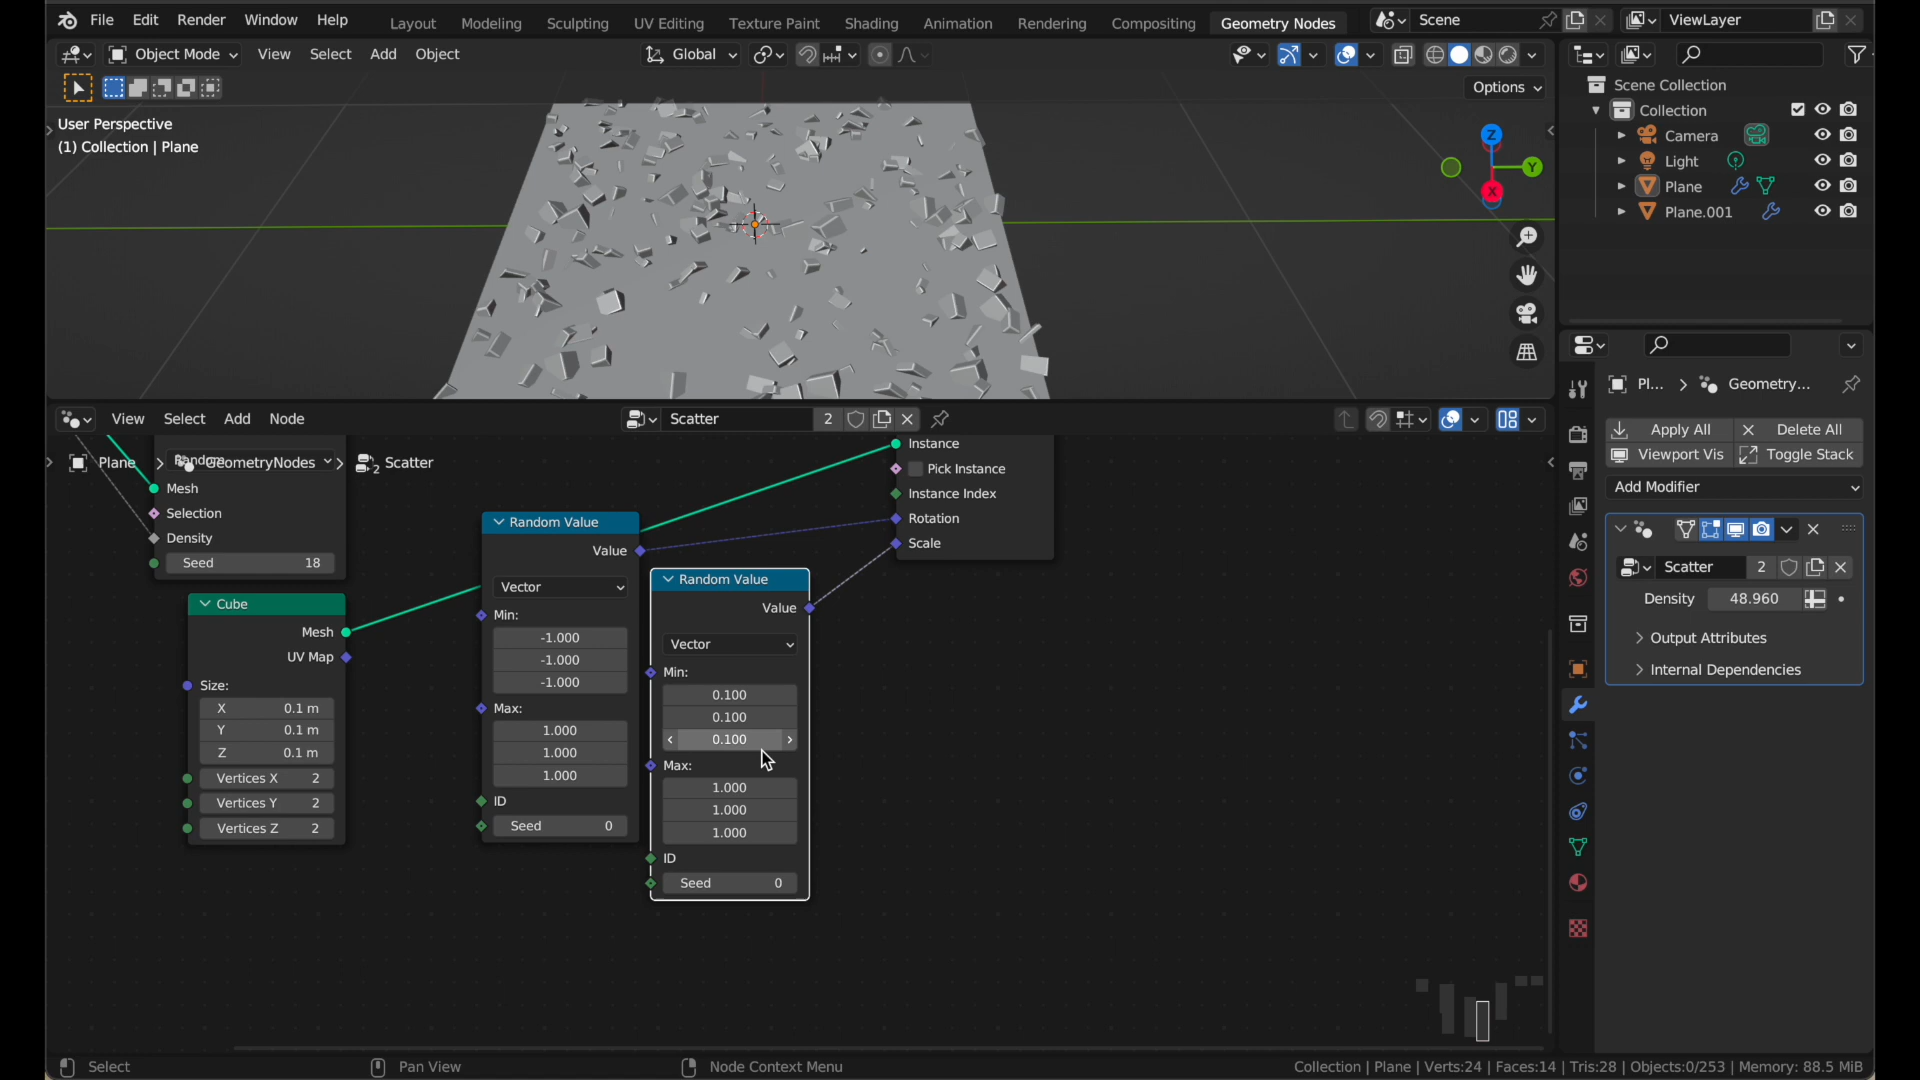 File Edit Render Window Help
Layout Modeling Sculpting UV Editing Texture Paint Shading Animation Rendering Compositing Geometry Nodes
Scene
ViewLayer
Object Mode View Select Add Object
Global
Options
User Perspective
(1) Collection | Plane
Z
Y
X
Scene Collection
Collection
Camera
Light
Plane
Plane.001
View Select Add Node
Scatter 2
Plane > GeometryNodes > 2 Scatter
Random
Mesh
Selection
Density
Seed 18
Cube
Mesh
UV Map
Size:
X 0.1 m
Y 0.1 m
Z 0.1 m
Vertices X 2
Vertices Y 2
Vertices Z 2
Random Value
Value
Vector
Min:
-1.000
-1.000
-1.000
Max:
1.000
1.000
1.000
ID
Seed 0
Random Value
Value
Vector
Min:
0.100
0.100
0.100
Max:
1.000
1.000
1.000
ID
Seed 0
Instance
Pick Instance
Instance Index
Rotation
Scale
Pl... > Geometry...
Apply All Delete All
Viewport Vis Toggle Stack
Add Modifier
Scatter 2
Density 48.960
Output Attributes
Internal Dependencies
Select
Pan View
Node Context Menu
Collection | Plane | Verts:24 | Faces:14 | Tris:28 | Objects:0/253 | Memory: 88.5 MiB